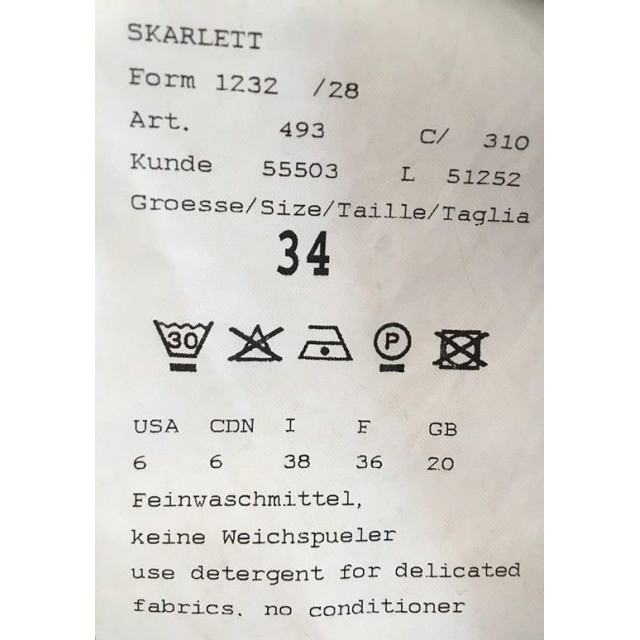 SKARLETT
Form 1232 /28
Art. 493 C/ 310
Kunde 55503 L 51252
Groesse/Size/Taille/Taglia
34
30 P
USA CDN I F GB
6 6 38 36 20
Feinwaschmittel,
keine Weichspueler
use detergent for delicated
fabrics. no conditioner